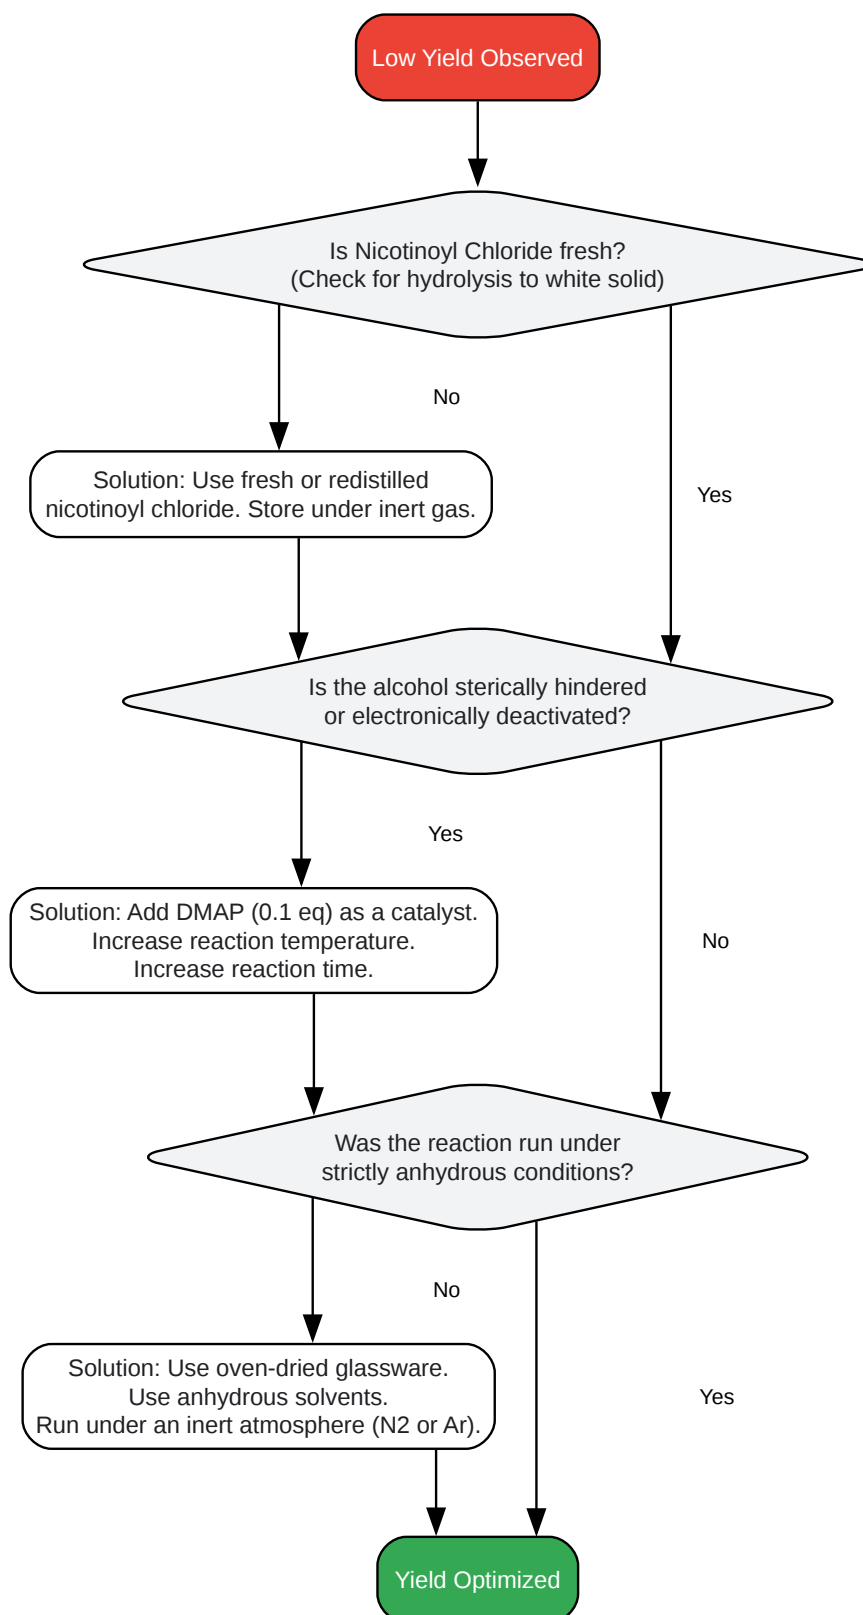 Low Yield Observed
Is Nicotinoyl Chloride fresh?
(Check for hydrolysis to white solid)
No
Solution: Use fresh or redistilled
nicotinoyl chloride. Store under inert gas.
Yes
Is the alcohol sterically hindered
or electronically deactivated?
Yes
Solution: Add DMAP (0.1 eq) as a catalyst.
Increase reaction temperature.
Increase reaction time.
No
Was the reaction run under
strictly anhydrous conditions?
No
Solution: Use oven-dried glassware.
Use anhydrous solvents.
Run under an inert atmosphere (N2 or Ar).
Yes
Yield Optimized